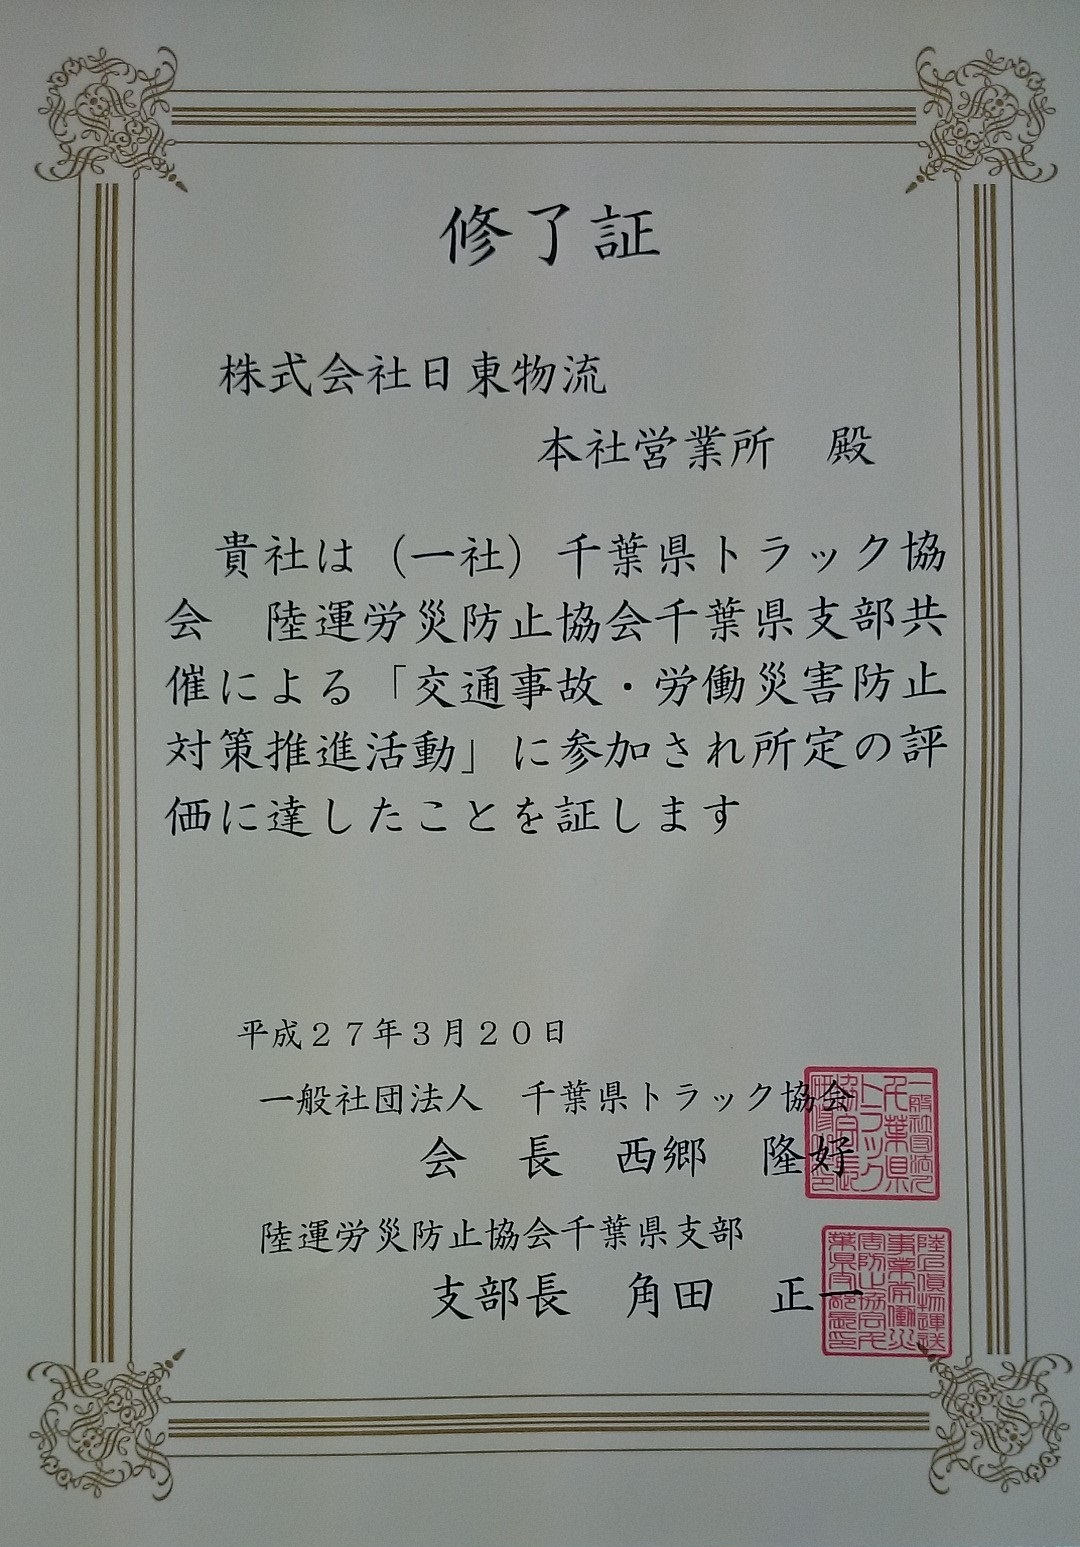 修了証
株式会社日東物流
本社営業所　殿
貴社は（一社）千葉県トラック協
会　陸運労災防止協会千葉県支部共
催による「交通事故・労働災害防止
対策推進活動」に参加され所定の評
価に達したことを証します
平成２７年３月２０日
一般社団法人　千葉県トラック協会
会　長　西郷　隆好
陸運労災防止協会千葉県支部
支部長　角田　正一